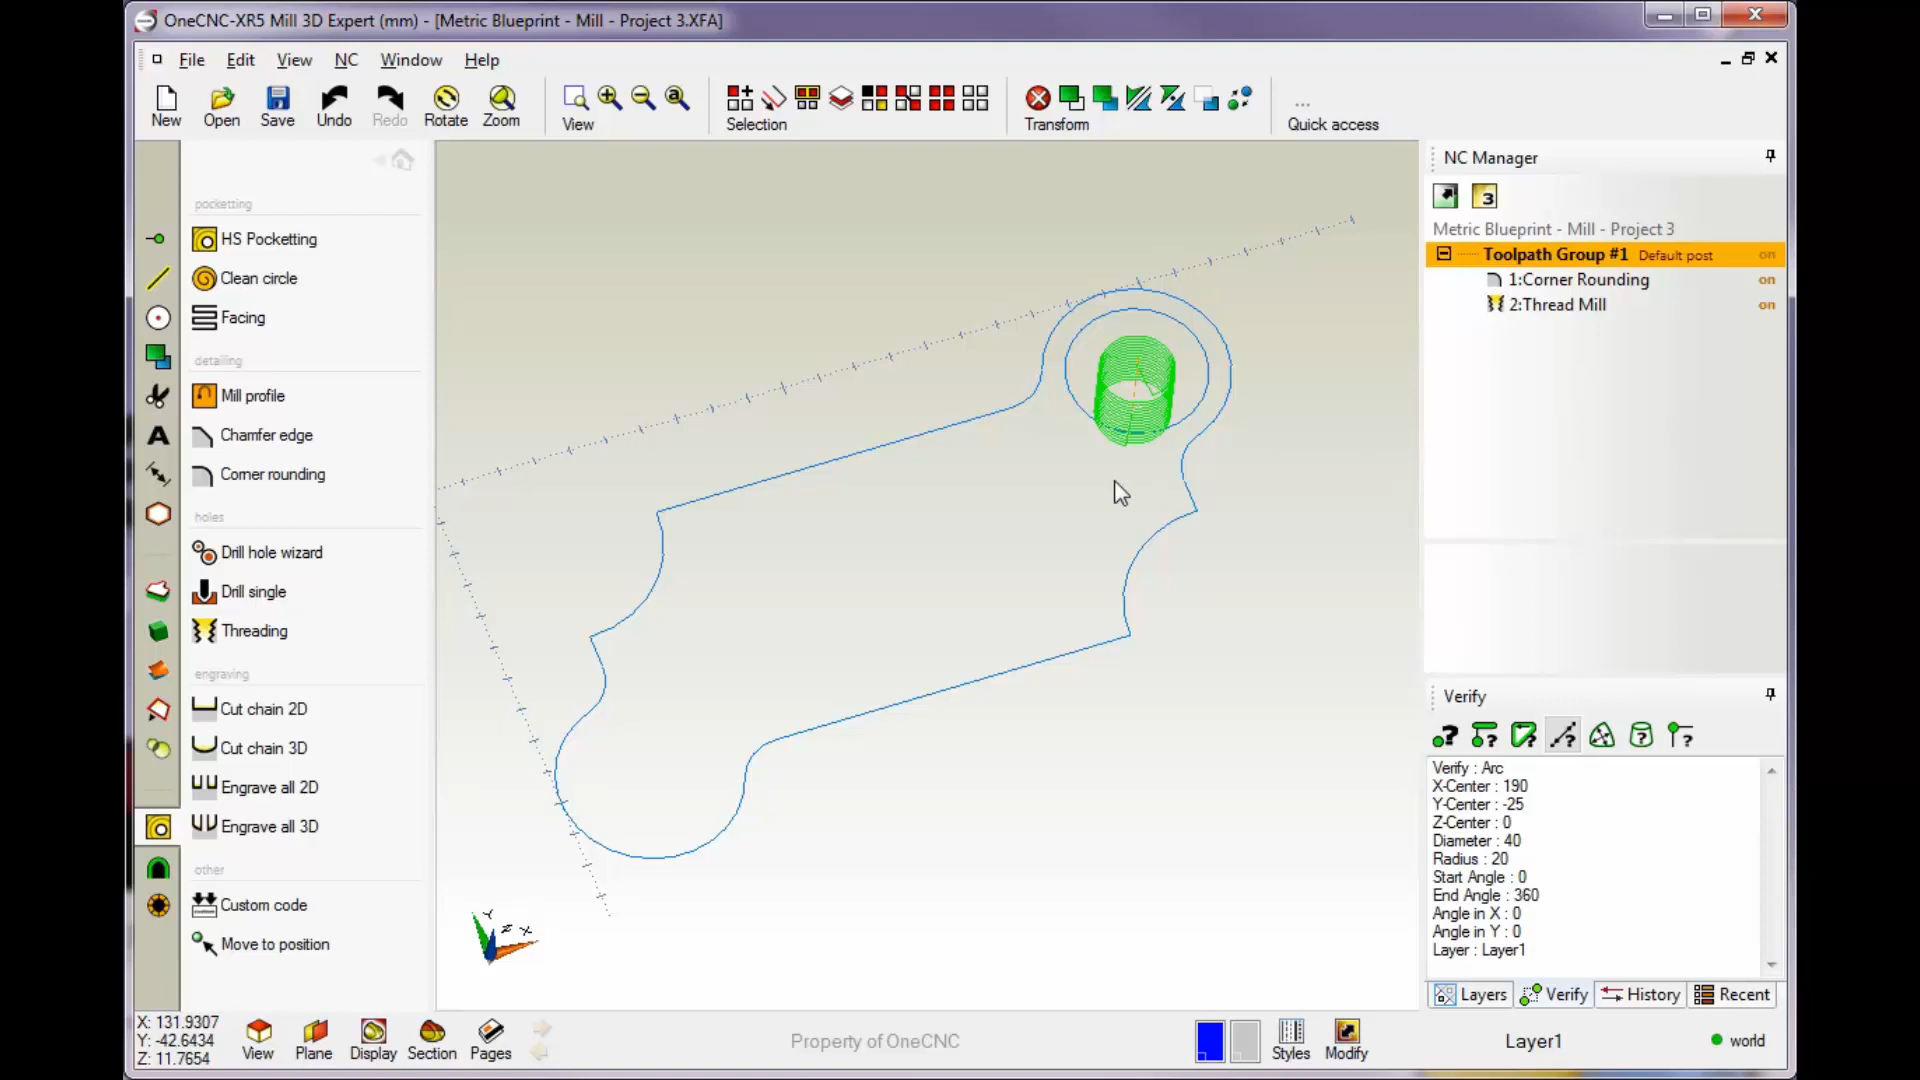 OneCNC-XR5 Mill 3D Expert (mm) - [Metric Blueprint - Mill - Project 3.XFA]
File Edit View NC Window Help
New Open Save Undo Redo Rotate Zoom View Selection Transform ... Quick access
pocketting
HS Pocketting
Clean circle
Facing
detailing
Mill profile
Chamfer edge
Corner rounding
holes
Drill hole wizard
Drill single
Threading
engraving
Cut chain 2D
Cut chain 3D
Engrave all 2D
Engrave all 3D
other
Custom code
Move to position
A
Y Z X
NC Manager
3
Metric Blueprint - Mill - Project 3
Toolpath Group #1 Default post on
1:Corner Rounding on
2:Thread Mill on
Verify
Verify : Arc
X-Center : 190
Y-Center : -25
Z-Center : 0
Diameter : 40
Radius : 20
Start Angle : 0
End Angle : 360
Angle in X : 0
Angle in Y : 0
Layer : Layer1
Layers Verify History Recent
X: 131.9307
Y: -42.6434
Z: 11.7654
View Plane Display Section Pages
Property of OneCNC
Styles Modify
Layer1
world